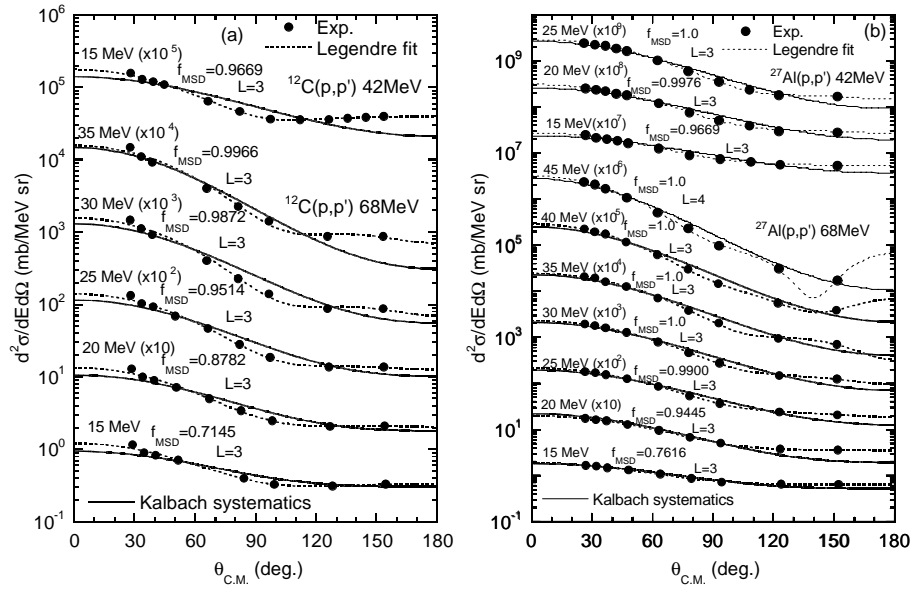 (a)
Exp.
Legendre fit
15 MeV (x10^5)
f_MSD=0.9669
L=3
^12C(p,p') 42MeV
35 MeV (x10^4)
f_MSD=0.9966
L=3
^12C(p,p') 68MeV
30 MeV (x10^3)
f_MSD=0.9872
L=3
25 MeV (x10^2)
f_MSD=0.9514
L=3
20 MeV (x10)
f_MSD=0.8782
L=3
15 MeV
f_MSD=0.7145
L=3
Kalbach systematics
10^6
10^5
10^4
10^3
10^2
10^1
10^0
10^-1
d^2σ/dEdΩ (mb/MeV sr)
0 30 60 90 120 150 180
θ_C.M. (deg.)
(b)
Exp.
Legendre fit
25 MeV (x10^9)
f_MSD=1.0
L=3
^27Al(p,p') 42MeV
20 MeV (x10^8)
f_MSD=0.9976
L=3
15 MeV (x10^7)
f_MSD=0.9669
L=3
45 MeV (x10^6)
f_MSD=1.0
L=4
^27Al(p,p') 68MeV
40 MeV (x10^5)
f_MSD=1.0
L=3
35 MeV (x10^4)
f_MSD=1.0
L=3
30 MeV (x10^3)
f_MSD=1.0
L=3
25 MeV (x10^2)
f_MSD=0.9900
L=3
20 MeV (x10)
f_MSD=0.9445
L=3
15 MeV
f_MSD=0.7616
L=3
Kalbach systematics
10^9
10^7
10^5
10^3
10^1
10^-1
d^2σ/dEdΩ (mb/MeV sr)
0 30 60 90 120 150 180
θ_C.M. (deg.)